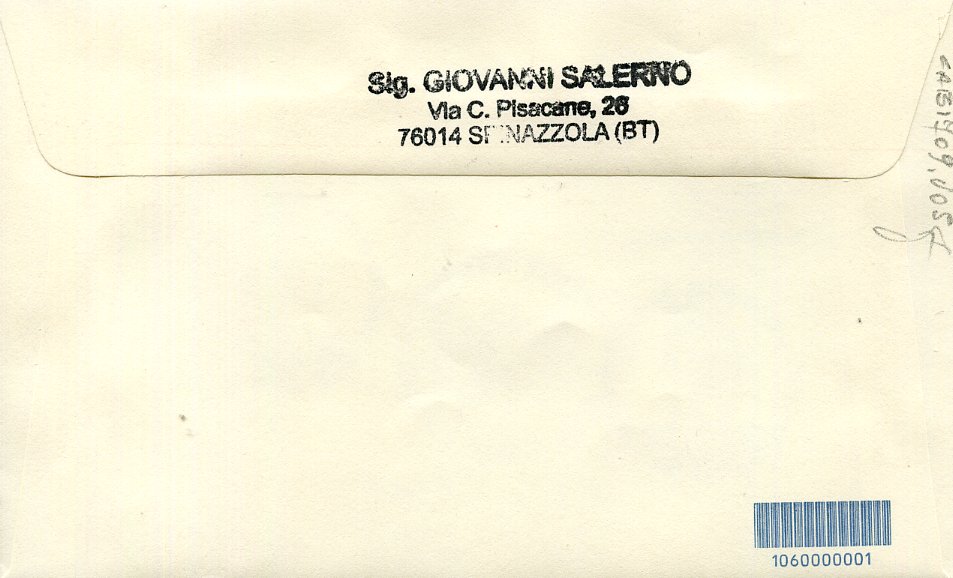 Sig. GIOVANNI SALERNO
Via C. Pisacane, 26
76014 SPINAZZOLA (BT)
1060000001